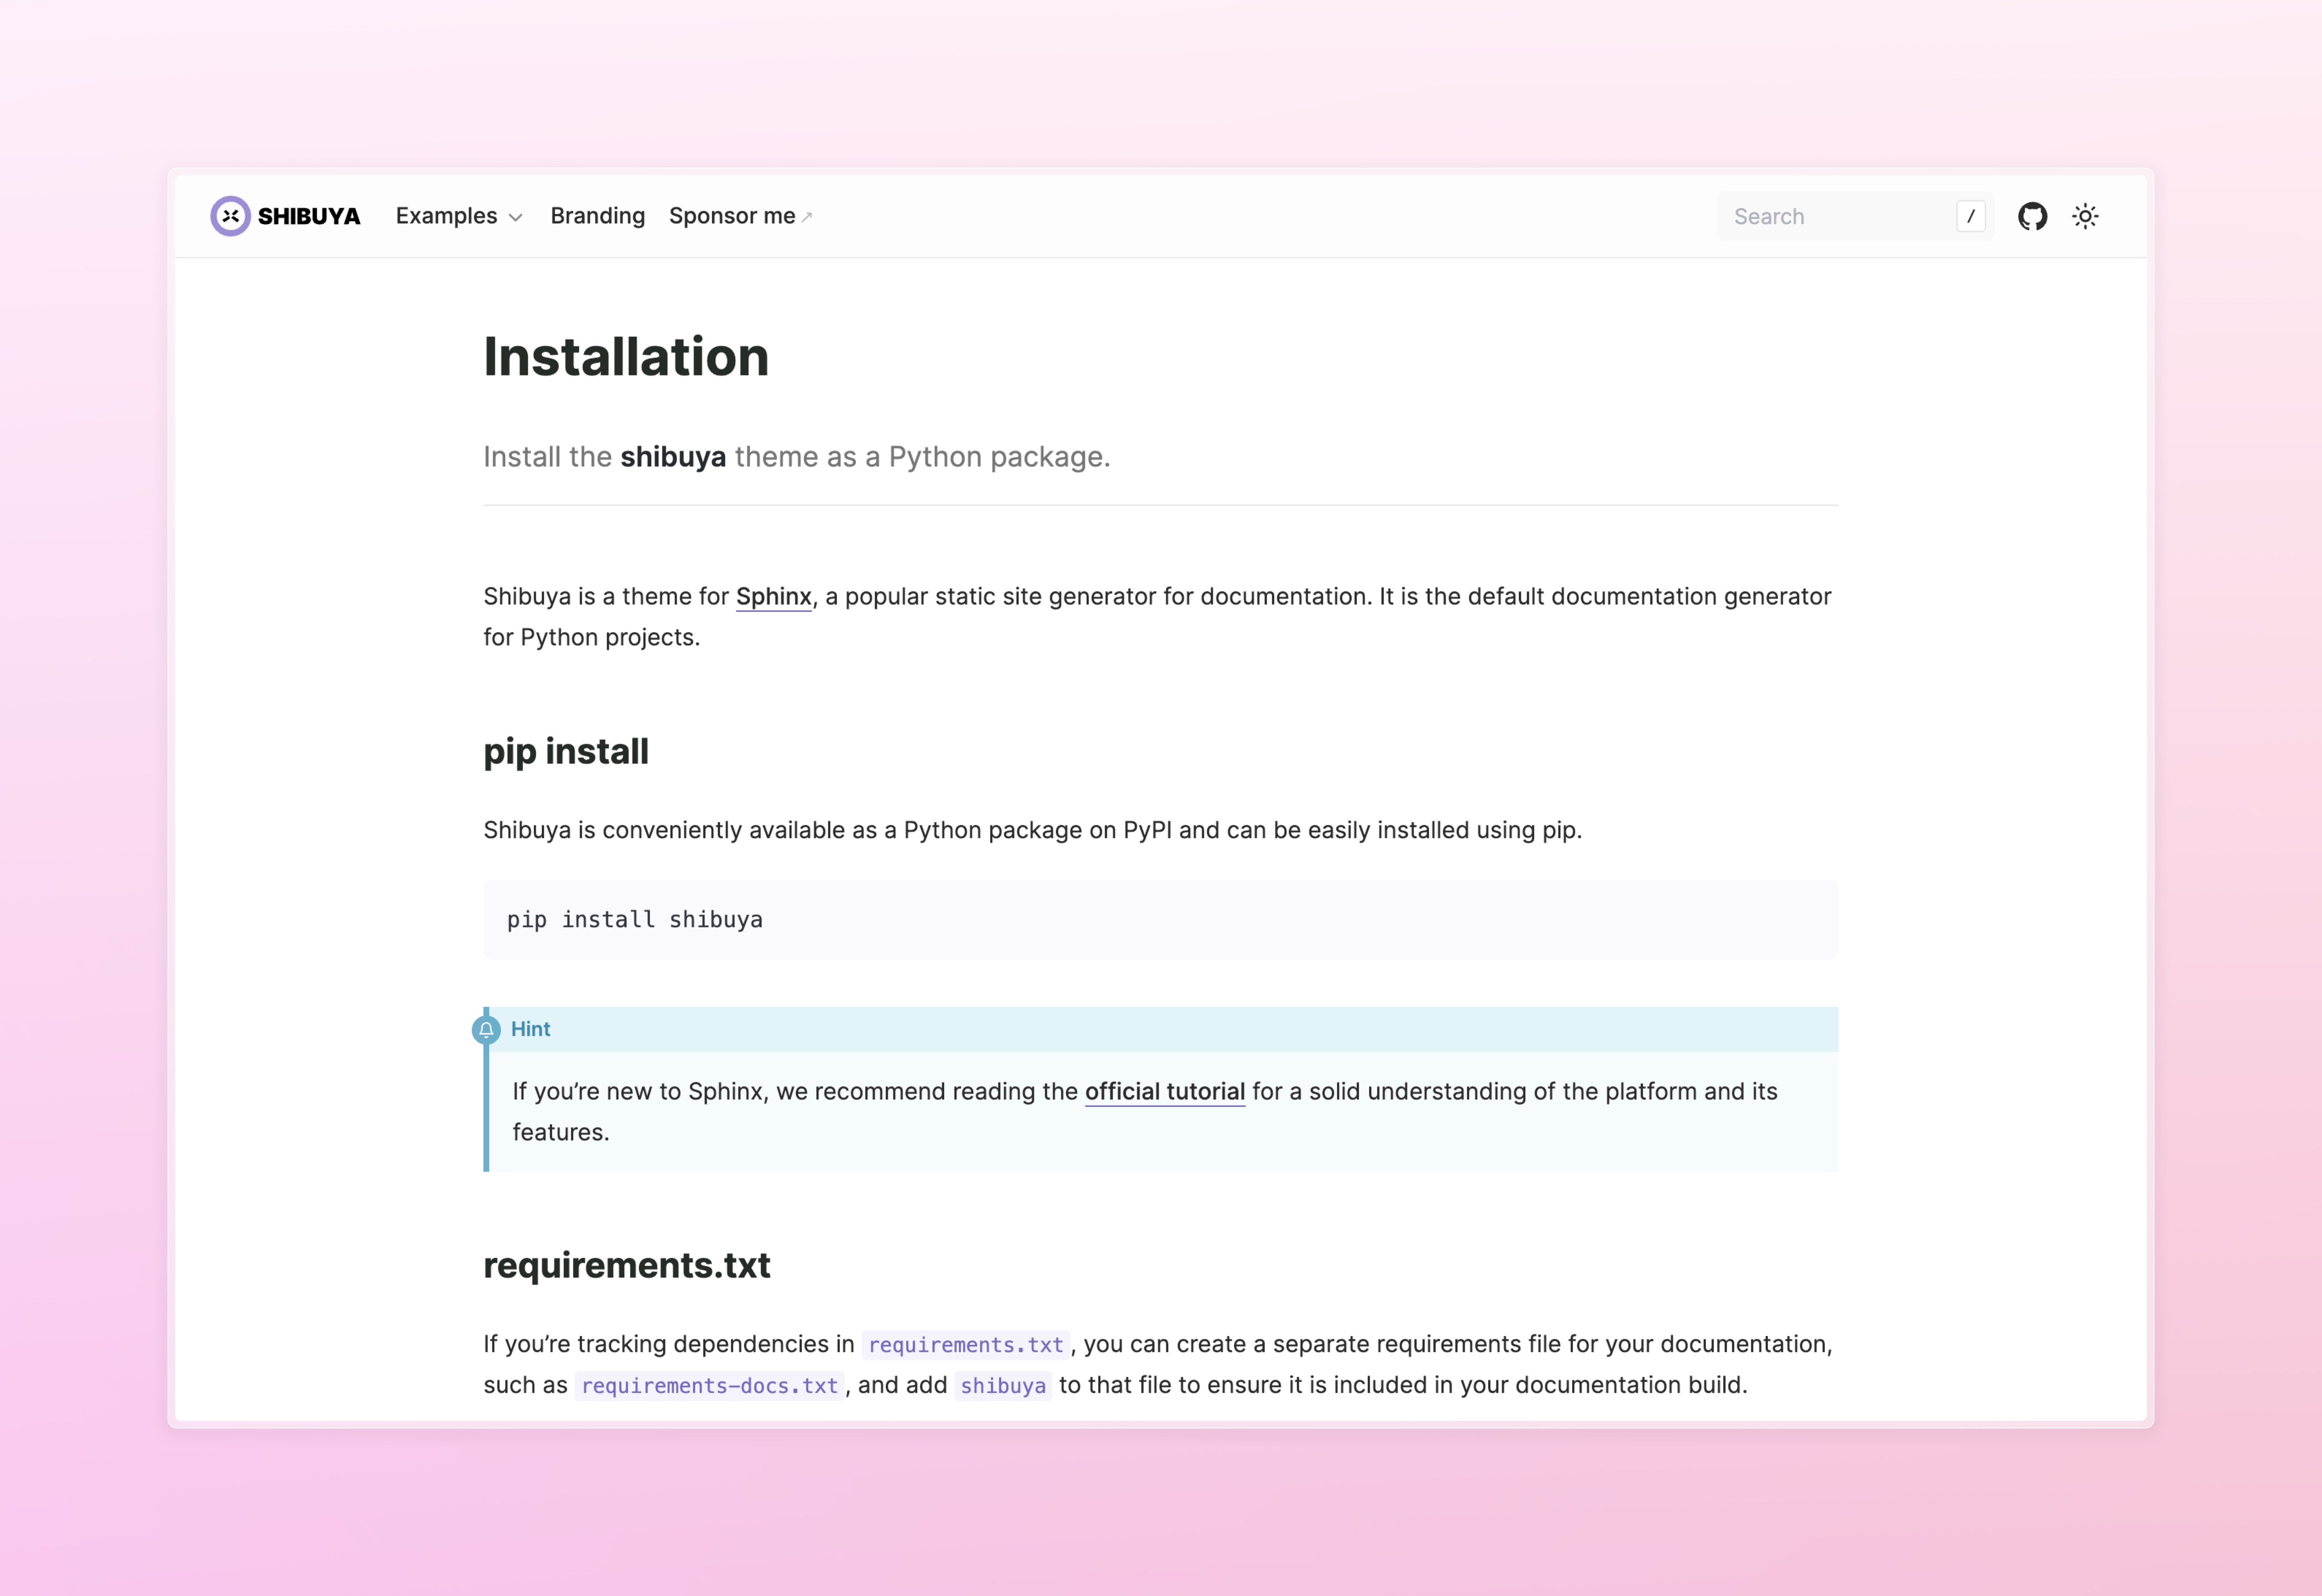 SHIBUYA Examples Branding Sponsor me↗ Search /
Installation
Install the shibuya theme as a Python package.
Shibuya is a theme for Sphinx, a popular static site generator for documentation. It is the default documentation generator
for Python projects.
pip install
Shibuya is conveniently available as a Python package on PyPI and can be easily installed using pip.
pip install shibuya
Hint
If you’re new to Sphinx, we recommend reading the official tutorial for a solid understanding of the platform and its
features.
requirements.txt
If you’re tracking dependencies in requirements.txt, you can create a separate requirements file for your documentation,
such as requirements-docs.txt, and add shibuya to that file to ensure it is included in your documentation build.